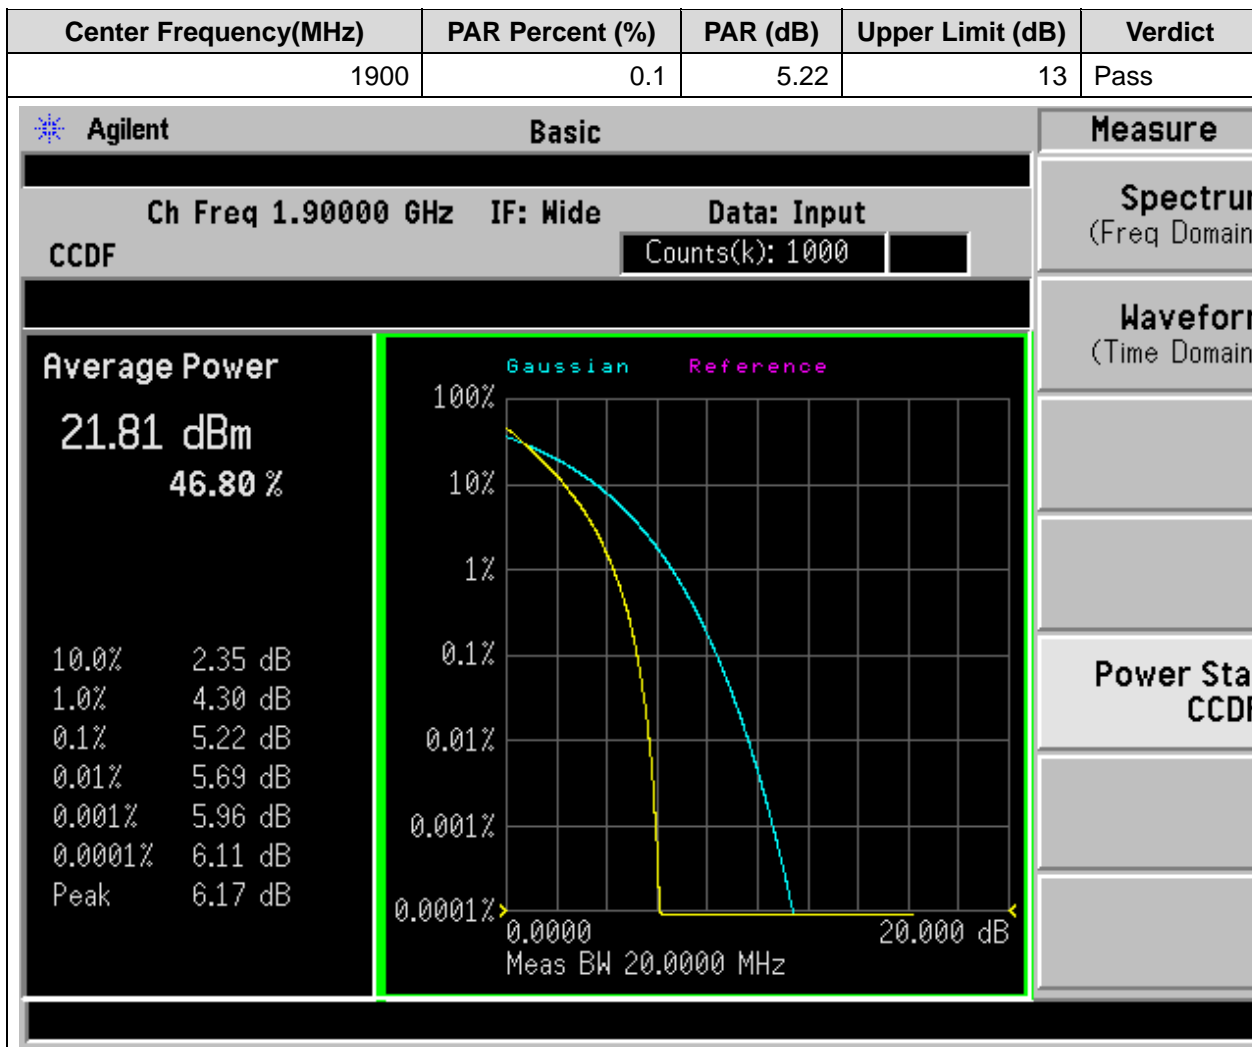 Center Frequency(MHz) PAR Percent (%) PAR (dB) Upper Limit (dB) Verdict
1900 0.1 5.22 13 Pass
Agilent Basic Measure
Ch Freq 1.90000 GHz IF: Wide Data: Input
CCDF Counts(k): 1000
Spectrum
(Freq Domain
Waveform
(Time Domain
Power Sta
CCDF
Average Power
21.81 dBm
46.80 %
10.0% 2.35 dB
1.0% 4.30 dB
0.1% 5.22 dB
0.01% 5.69 dB
0.001% 5.96 dB
0.0001% 6.11 dB
Peak 6.17 dB
Gaussian Reference
100%
10%
1%
0.1%
0.01%
0.001%
0.0001%
0.0000 20.000 dB
Meas BW 20.0000 MHz